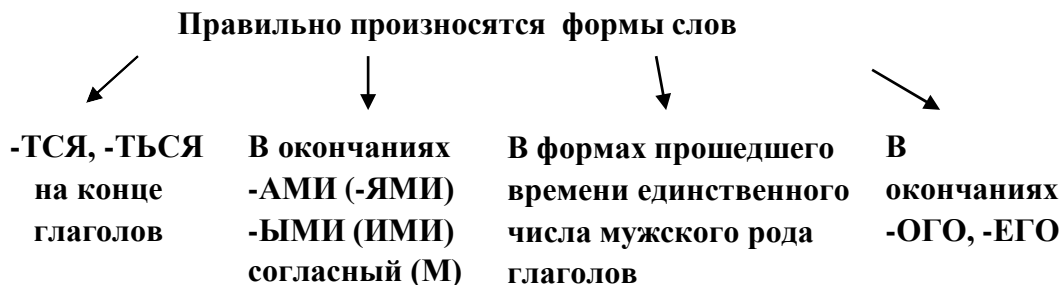 Правильно произносятся формы слов
-ТСЯ, -ТЬСЯ
на конце
глаголов
В окончаниях
-АМИ (-ЯМИ)
-ЫМИ (ИМИ)
согласный (М)
В формах прошедшего
времени единственного
числа мужского рода
глаголов
В
окончаниях
-ОГО, -ЕГО